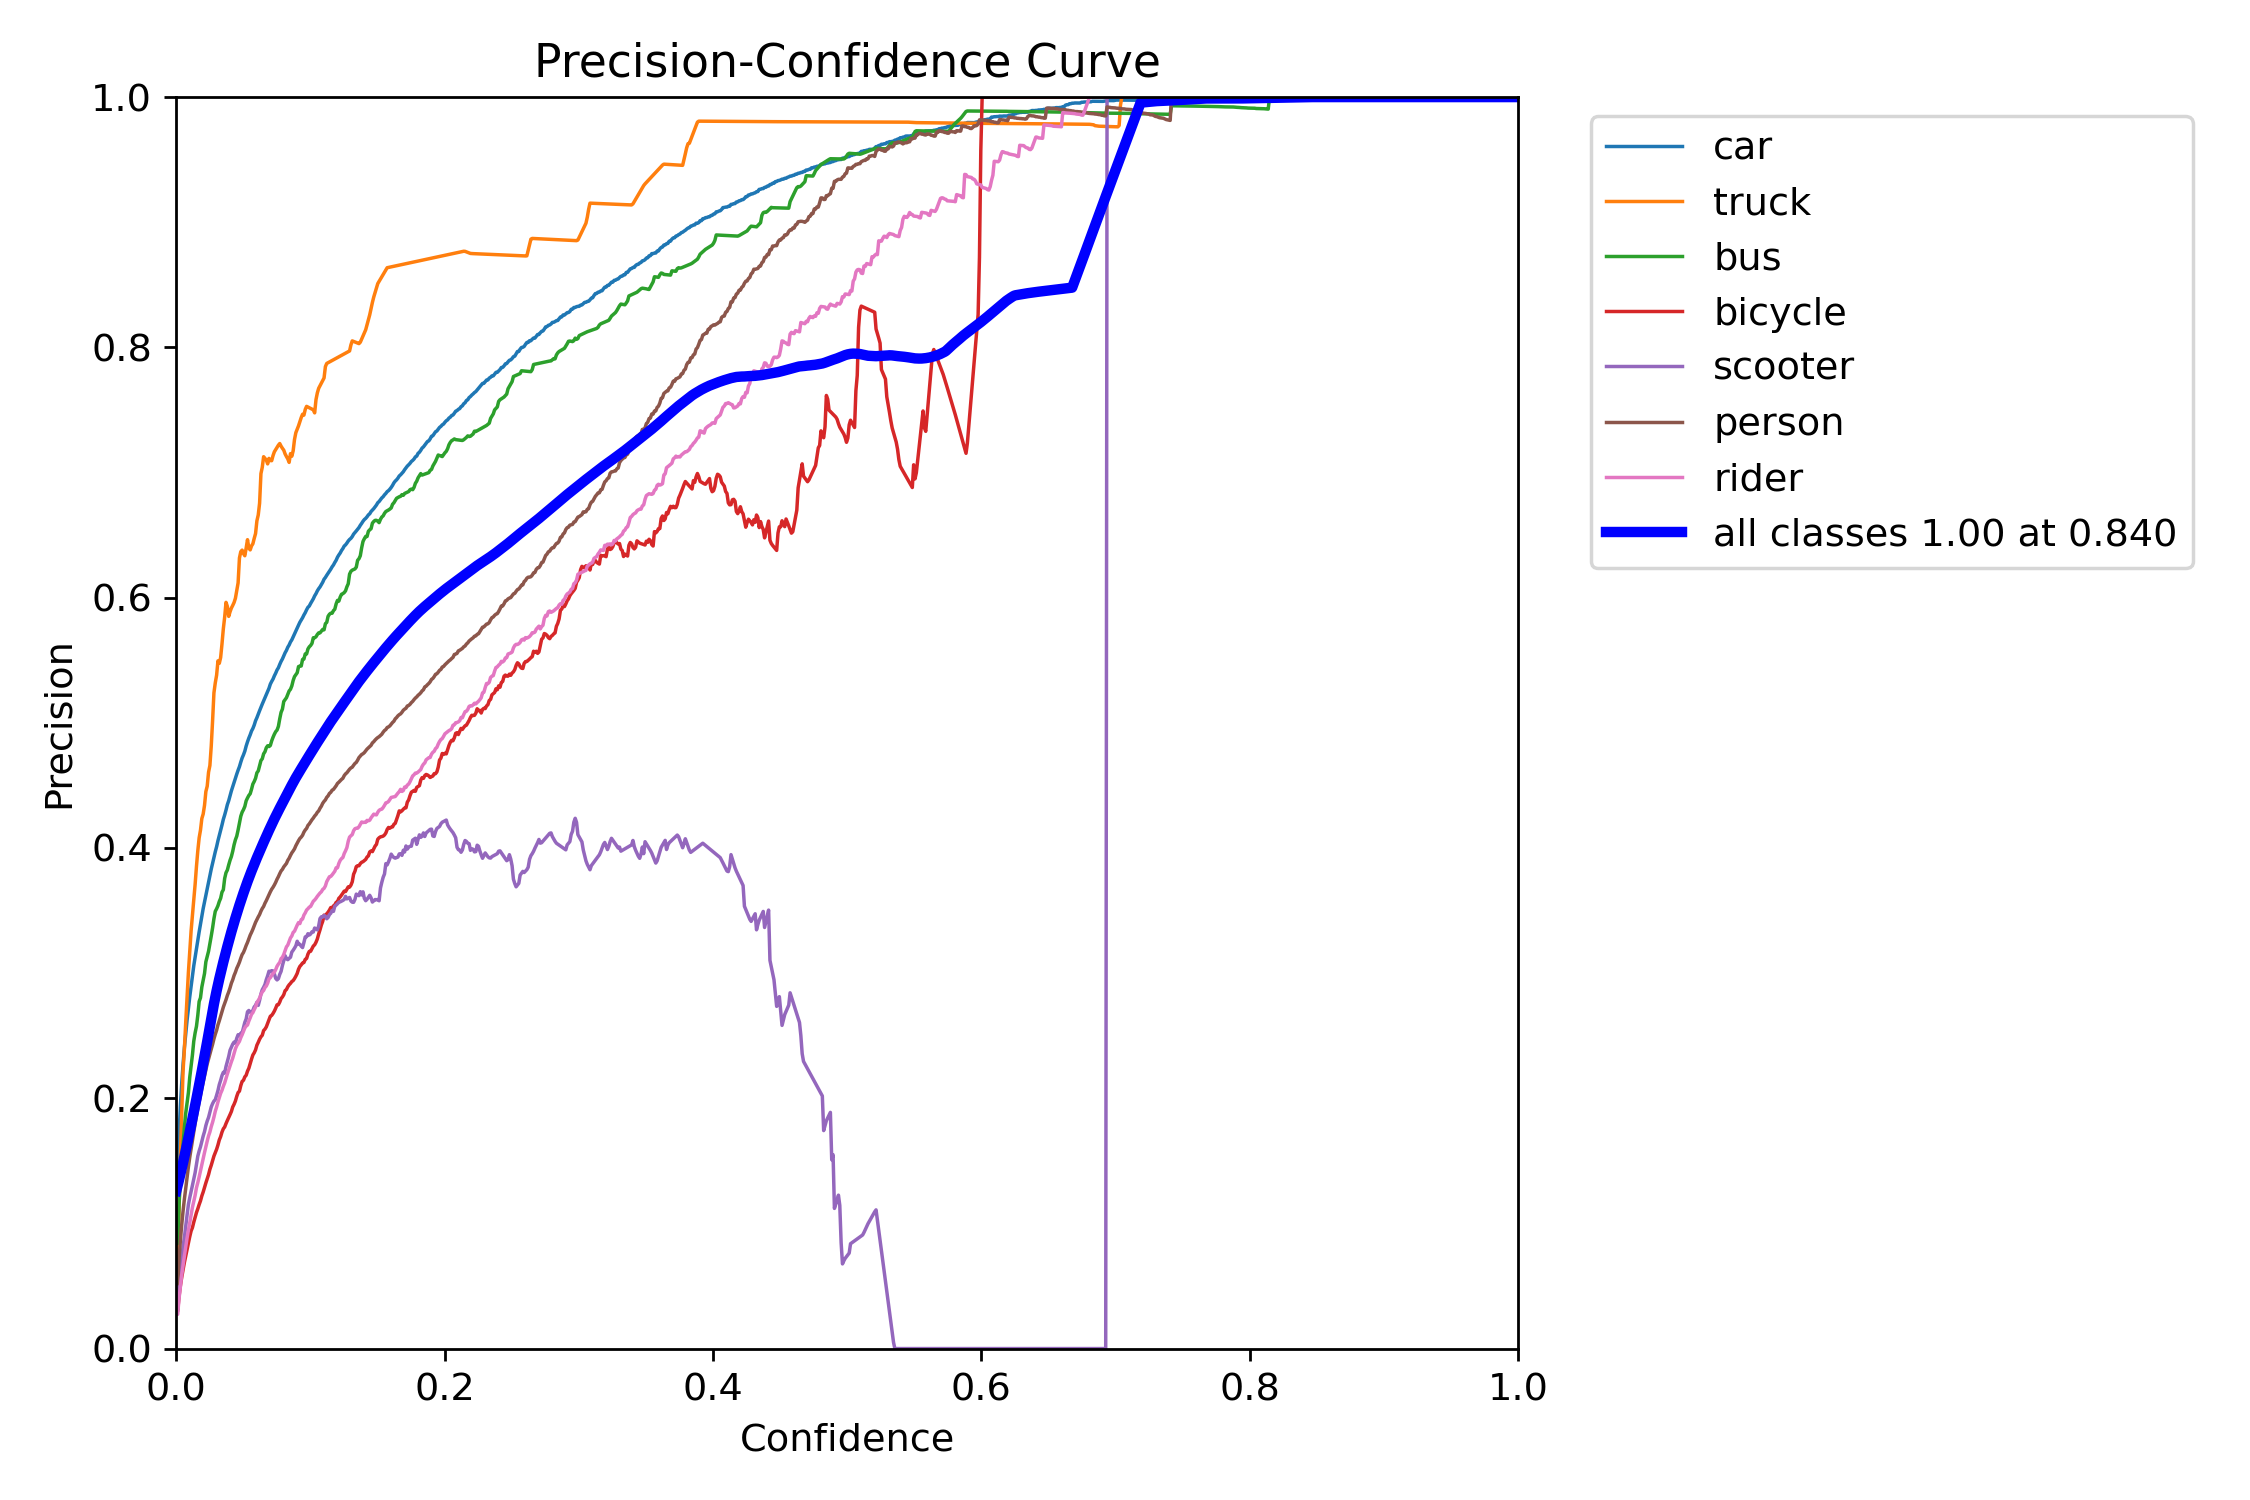 Precision-Confidence Curve
1.0
0.8
0.6
0.4
0.2
0.0
Precision
0.0 0.2 0.4 0.6 0.8 1.0
Confidence
car
truck
bus
bicycle
scooter
person
rider
all classes 1.00 at 0.840